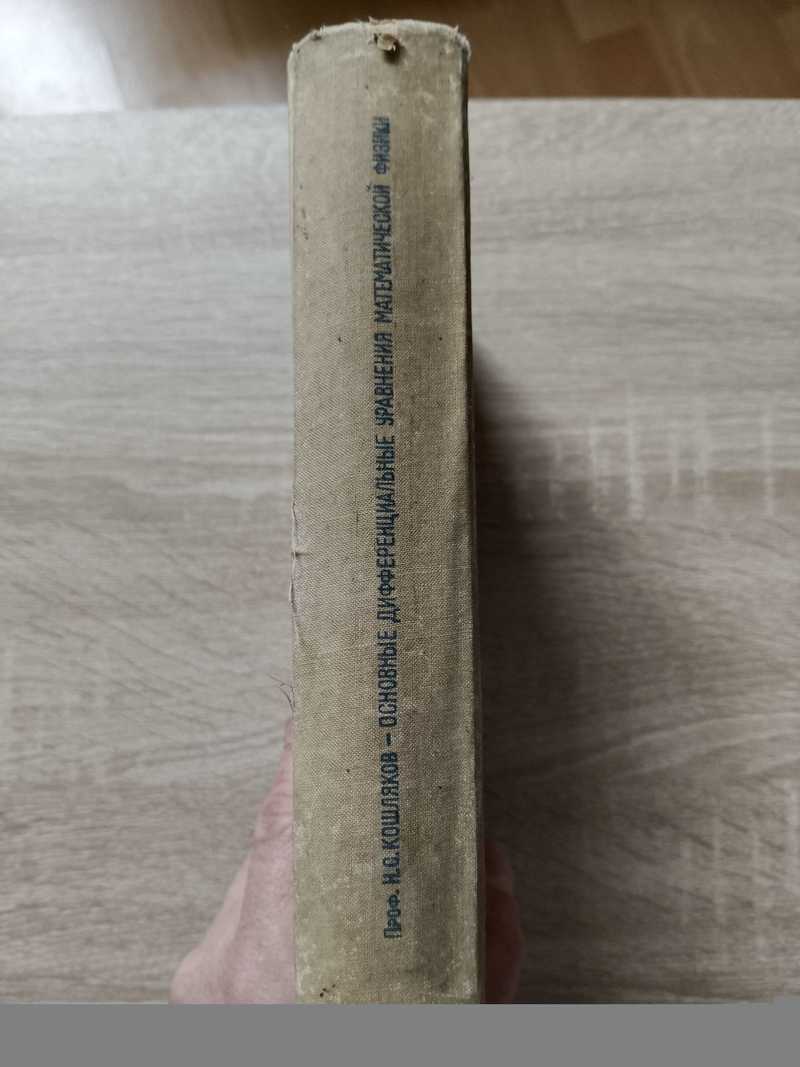 Проф. Н.С. КОШЛЯКОВ – ОСНОВНЫЕ ДИФФЕРЕНЦИАЛЬНЫЕ УРАВНЕНИЯ МАТЕМАТИЧЕСКОЙ ФИЗИКИ